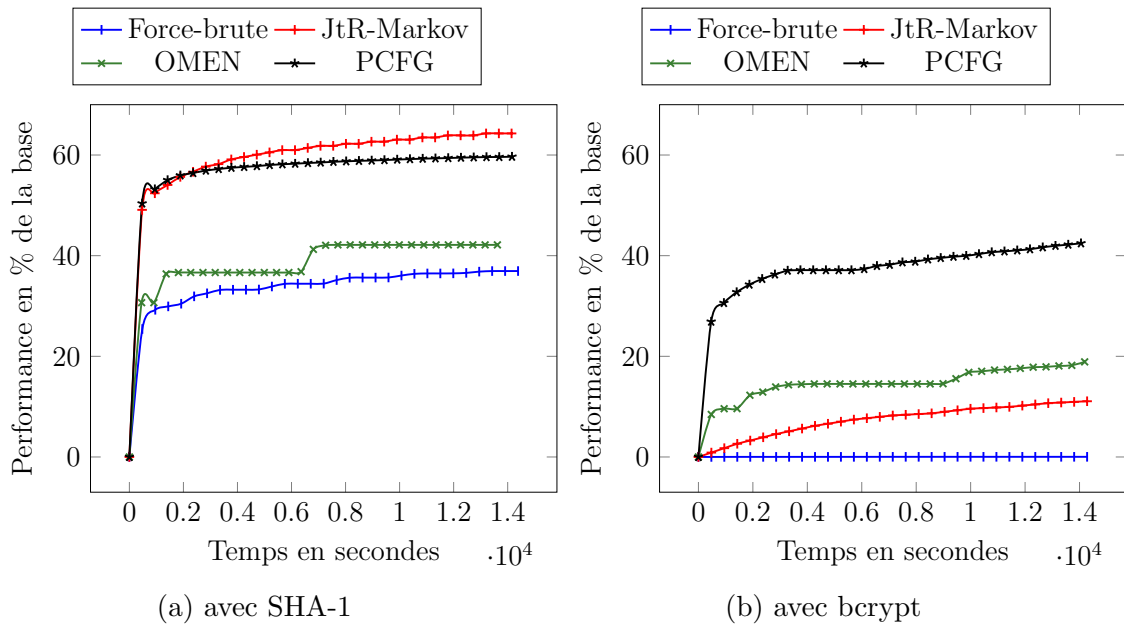 Force-brute JtR-Markov
OMEN PCFG
Performance en % de la base
60
40
20
0
0 0.2 0.4 0.6 0.8 1 1.2 1.4
Temps en secondes
·10⁴
(a) avec SHA-1
Force-brute JtR-Markov
OMEN PCFG
Performance en % de la base
60
40
20
0
0 0.2 0.4 0.6 0.8 1 1.2 1.4
Temps en secondes
·10⁴
(b) avec bcrypt